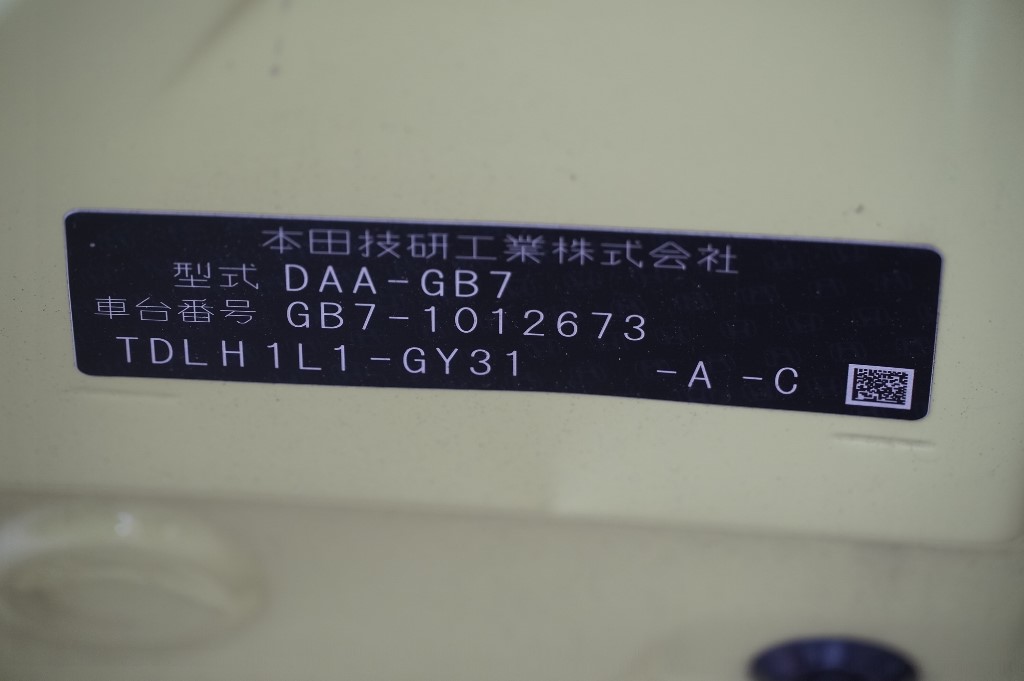 本田技研工業株式会社
型式 DAA-GB7
車台番号 GB7-1012673
TDLH1L1-GY31 -A -C